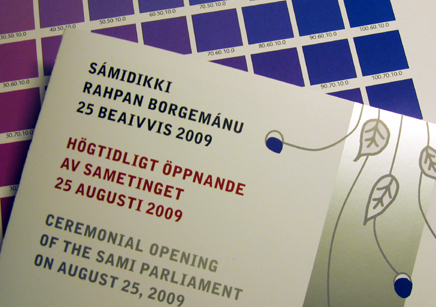 SÁMIDIKKI
RAHPAN BORGEMÁNU
25 BEAIVVIS 2009
HÖGTIDLIGT ÖPPNANDE
AV SAMETINGET
25 AUGUSTI 2009
CEREMONIAL OPENING
OF THE SAMI PARLIAMENT
ON AUGUST 25, 2009